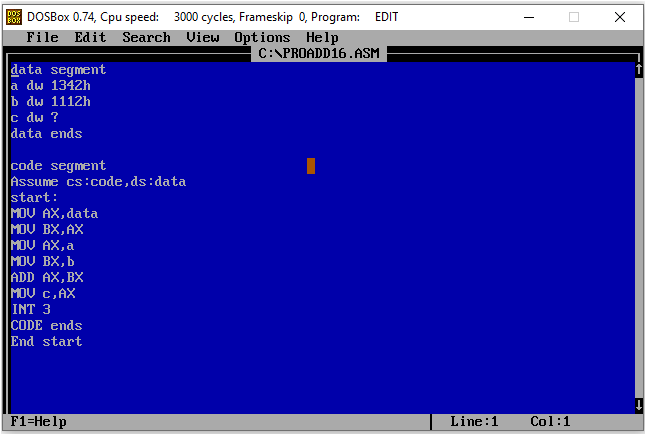 DOSBox 0.74, Cpu speed:    3000 cycles, Frameskip  0, Program:    EDIT
File  Edit  Search  View  Options  Help
C:\PROADD16.ASM
data segment
a dw 1342h
b dw 1112h
c dw ?
data ends
code segment
Assume cs:code,ds:data
start:
MOV AX,data
MOV BX,AX
MOV AX,a
MOV BX,b
ADD AX,BX
MOV c,AX
INT 3
CODE ends
End start
F1=Help    Line:1    Col:1